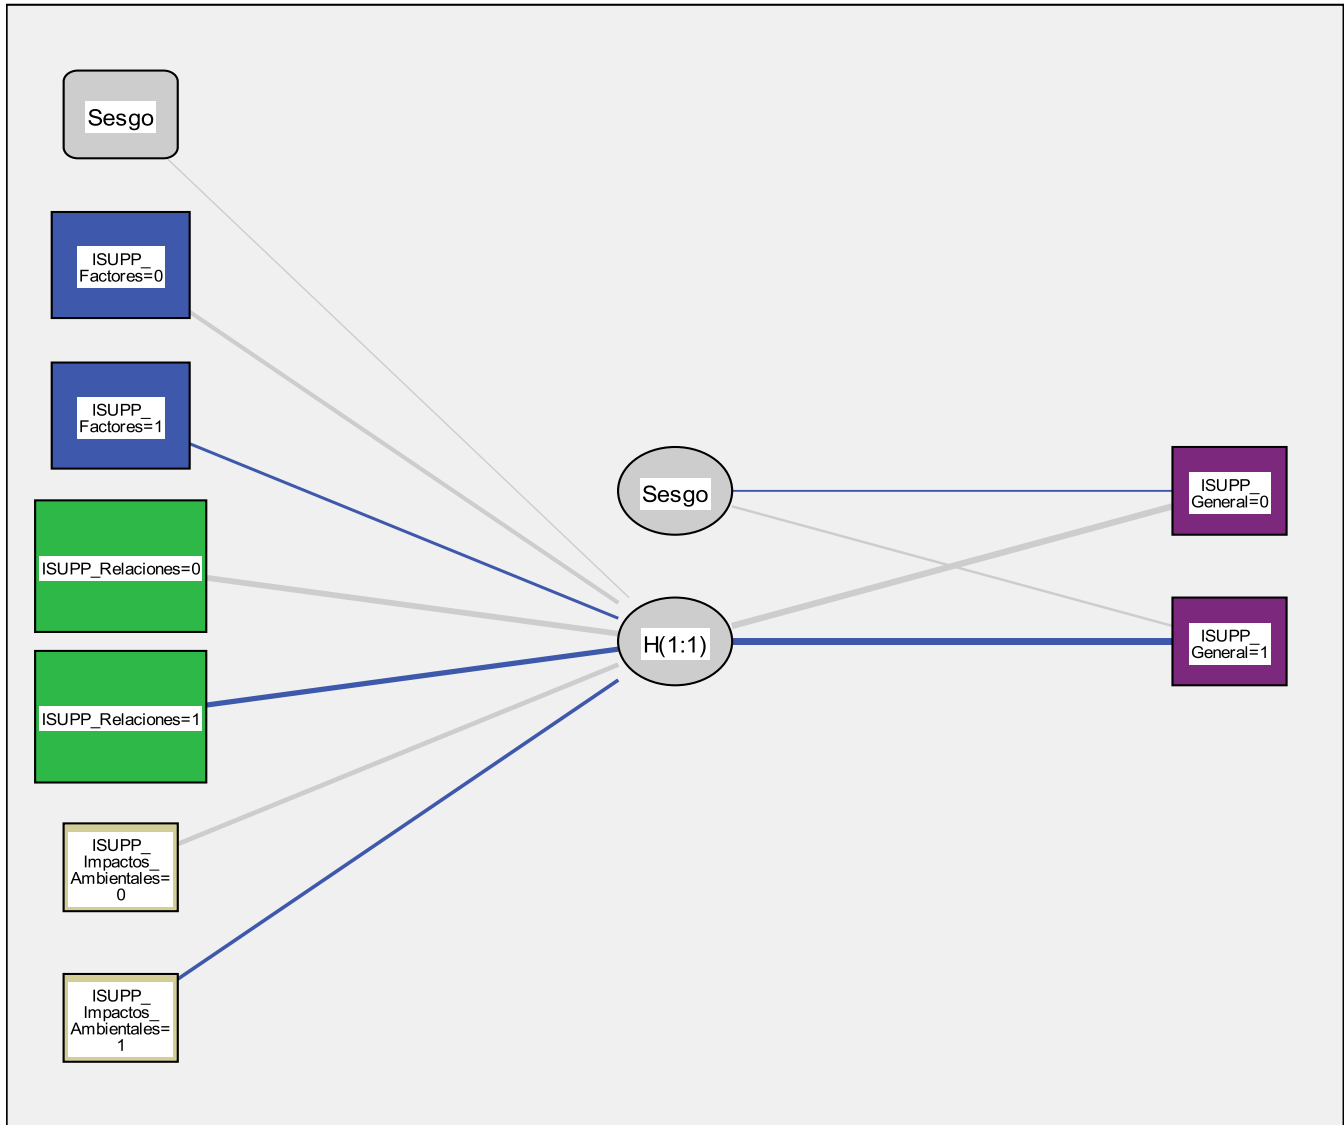 Sesgo
ISUPP_
Factores=0
ISUPP_
Factores=1
ISUPP_Relaciones=0
ISUPP_Relaciones=1
ISUPP_
Impactos_
Ambientales=
0
ISUPP_
Impactos_
Ambientales=
1
Sesgo
H(1:1)
ISUPP_
General=0
ISUPP_
General=1